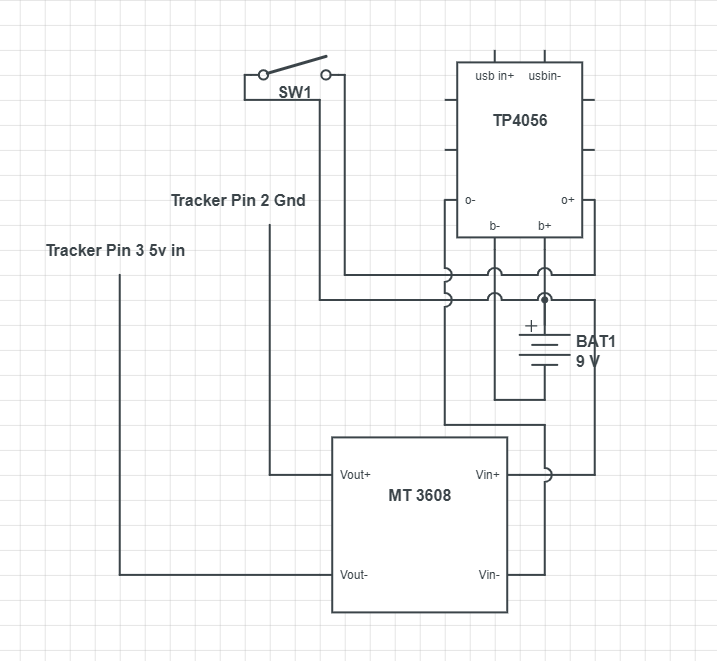 usb in+ usbin-
SW1
TP4056
Tracker Pin 2 Gnd
o- o+
b- b+
Tracker Pin 3 5v in
+
BAT1
9 V
Vout+ Vin+
MT 3608
Vout- Vin-